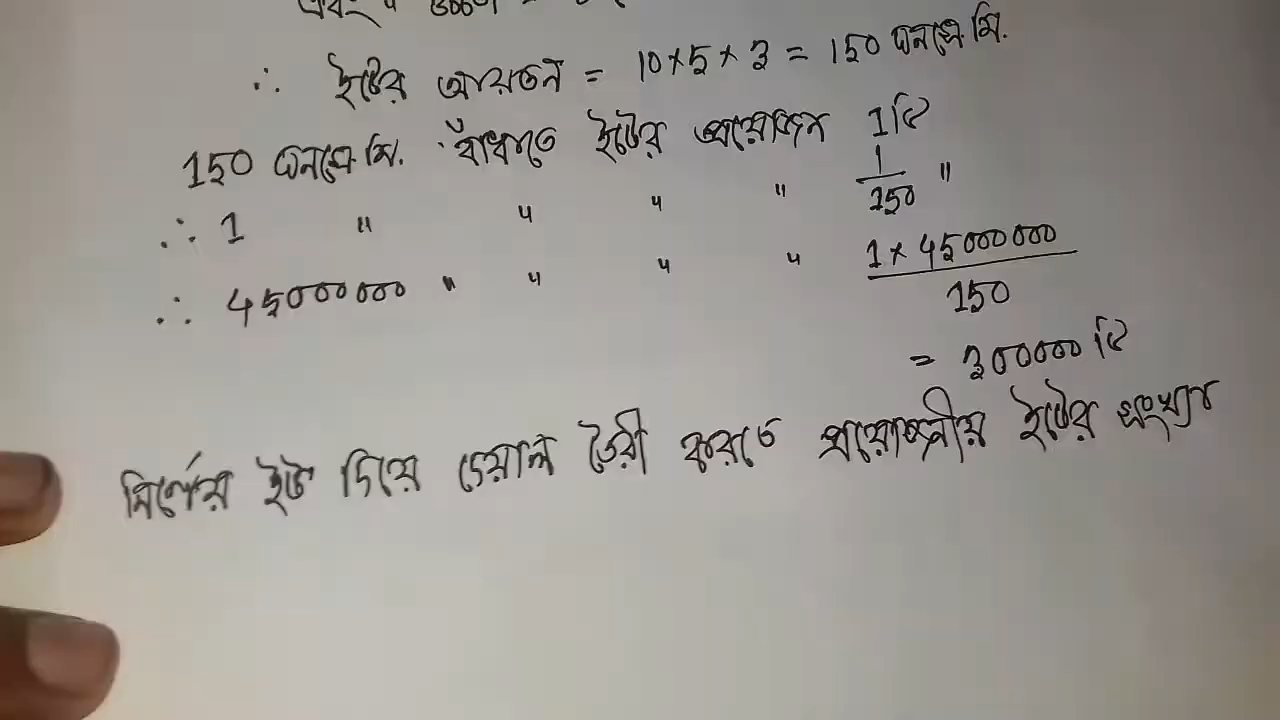 ∴ ইটের আয়তন = 10 × 5 × 3 = 150 ঘনসে.মি.
150 ঘনসে.মি. বাঁধতে ইটের প্রয়োজন 1টি
∴ 1 " " " " 1/150 "
∴ 45000000 " " " " 1 × 45000000/150
= 300000 টি
নির্ণেয় ইট দিয়ে দেয়াল তৈরী করতে প্রয়োজনীয় ইটের সংখ্যা